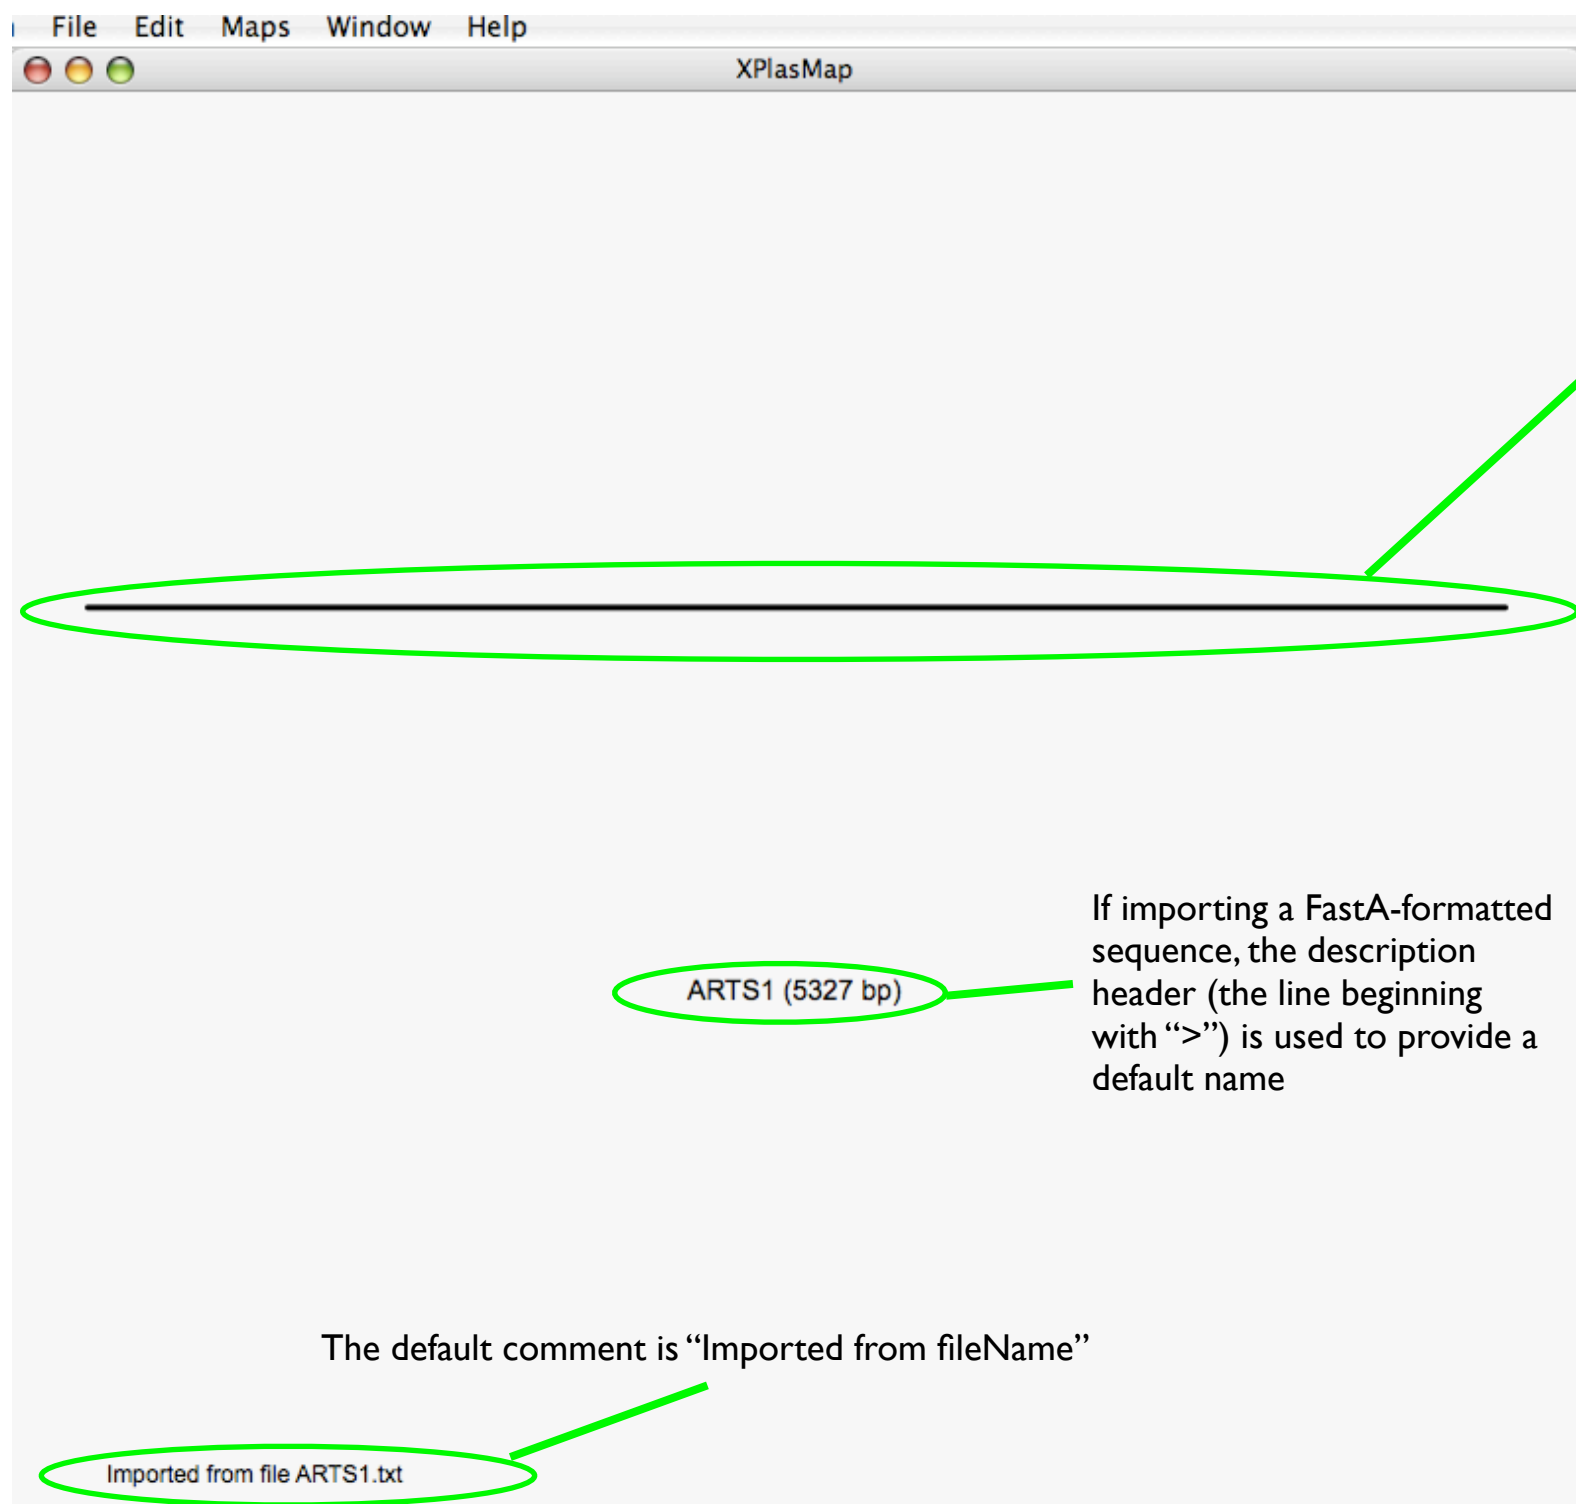 File Edit Maps Window Help
XPlasMap
If importing a FastA-formatted
sequence, the description
header (the line beginning
with “>”) is used to provide a
default name
ARTS1 (5327 bp)
The default comment is “Imported from fileName”
Imported from file ARTS1.txt